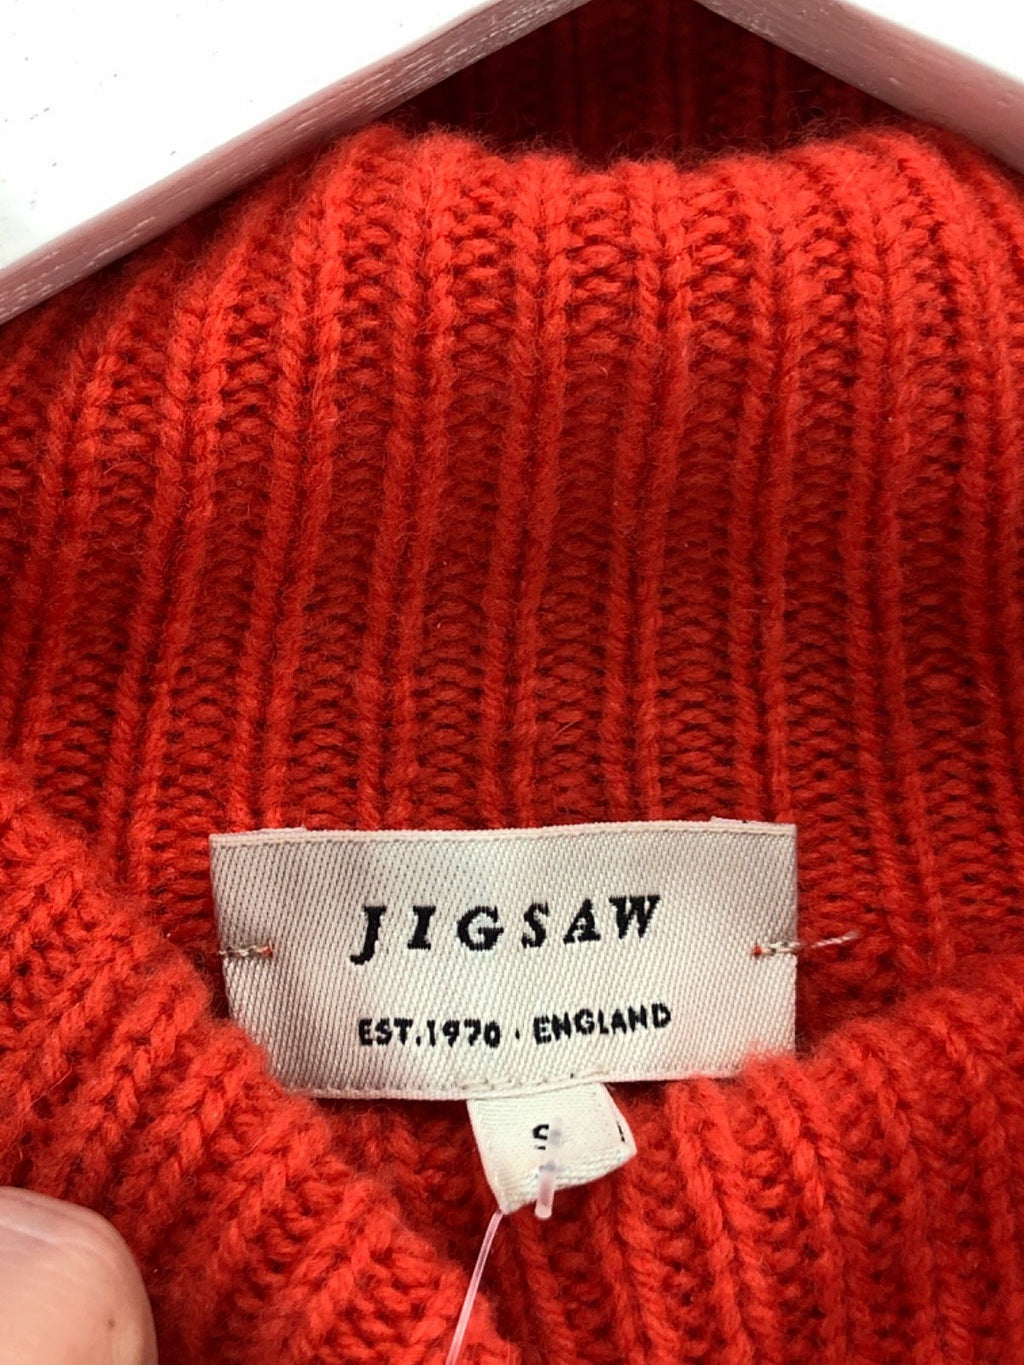 JIGSAW
EST.1970 · ENGLAND
S